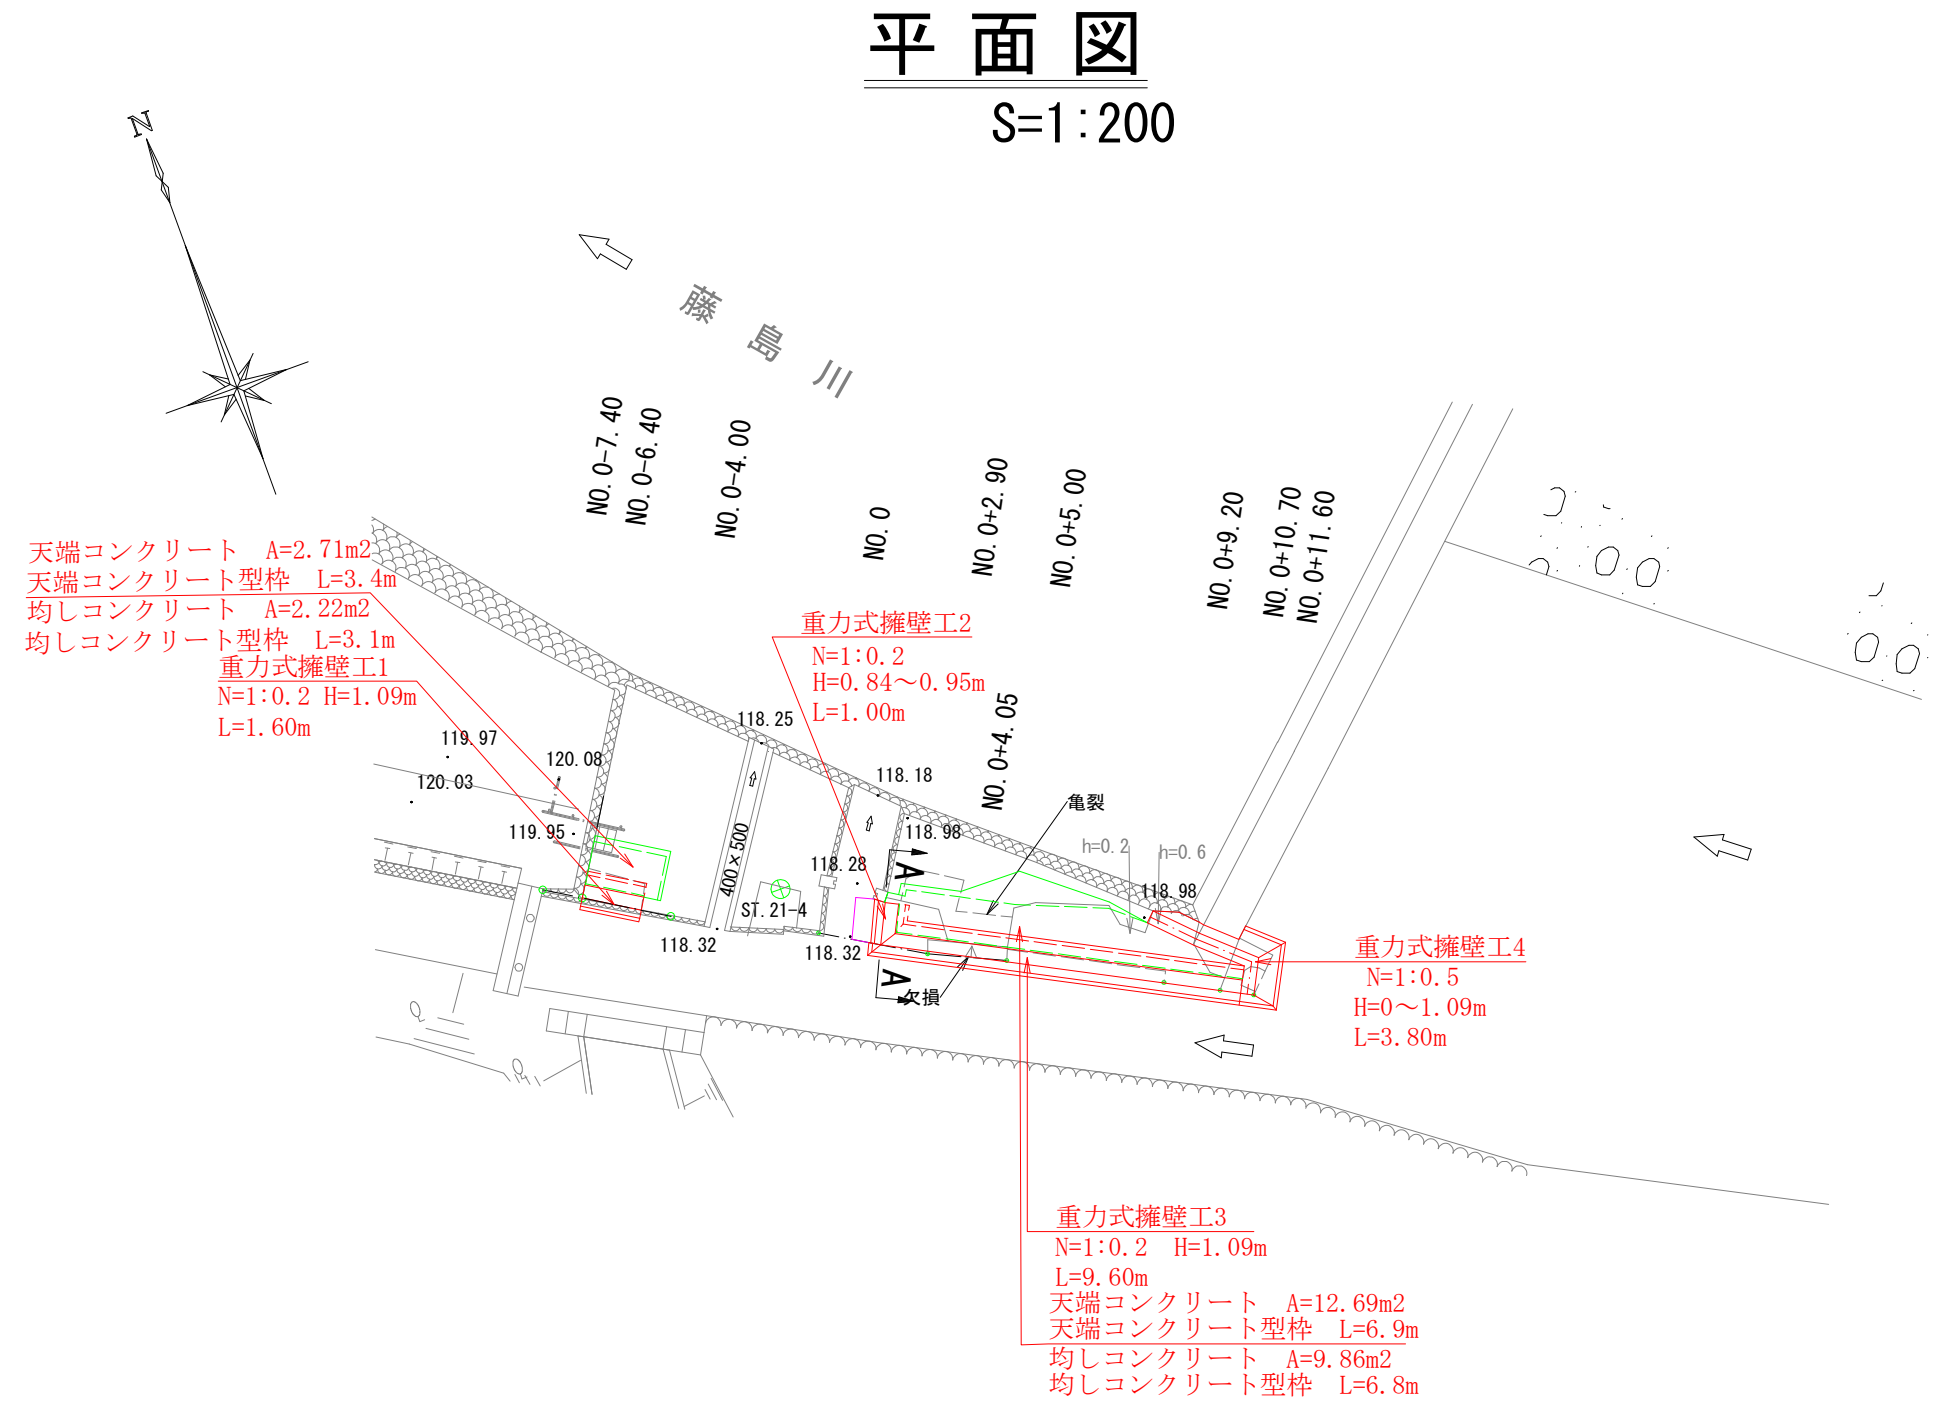 平面図
S=1:200
N
藤島川
NO.0-7.40
NO.0-6.40
NO.0-4.00
NO.0
NO.0+2.90
NO.0+5.00
NO.0+9.20
NO.0+10.70
NO.0+11.60
天端コンクリート A=2.71m2
天端コンクリート型枠 L=3.4m
均しコンクリート A=2.22m2
均しコンクリート型枠 L=3.1m
重力式擁壁工1
N=1:0.2 H=1.09m
L=1.60m
重力式擁壁工2
N=1:0.2
H=0.84~0.95m
L=1.00m
NO.0+4.05
118.25
119.97
120.08
118.18
120.03
亀裂
119.95
118.98
h=0.2
h=0.6
400×500
118.28
A
118.98
ST.21-4
118.32
118.32
A
欠損
重力式擁壁工4
N=1:0.5
H=0~1.09m
L=3.80m
重力式擁壁工3
N=1:0.2 H=1.09m
L=9.60m
天端コンクリート A=12.69m2
天端コンクリート型枠 L=6.9m
均しコンクリート A=9.86m2
均しコンクリート型枠 L=6.8m